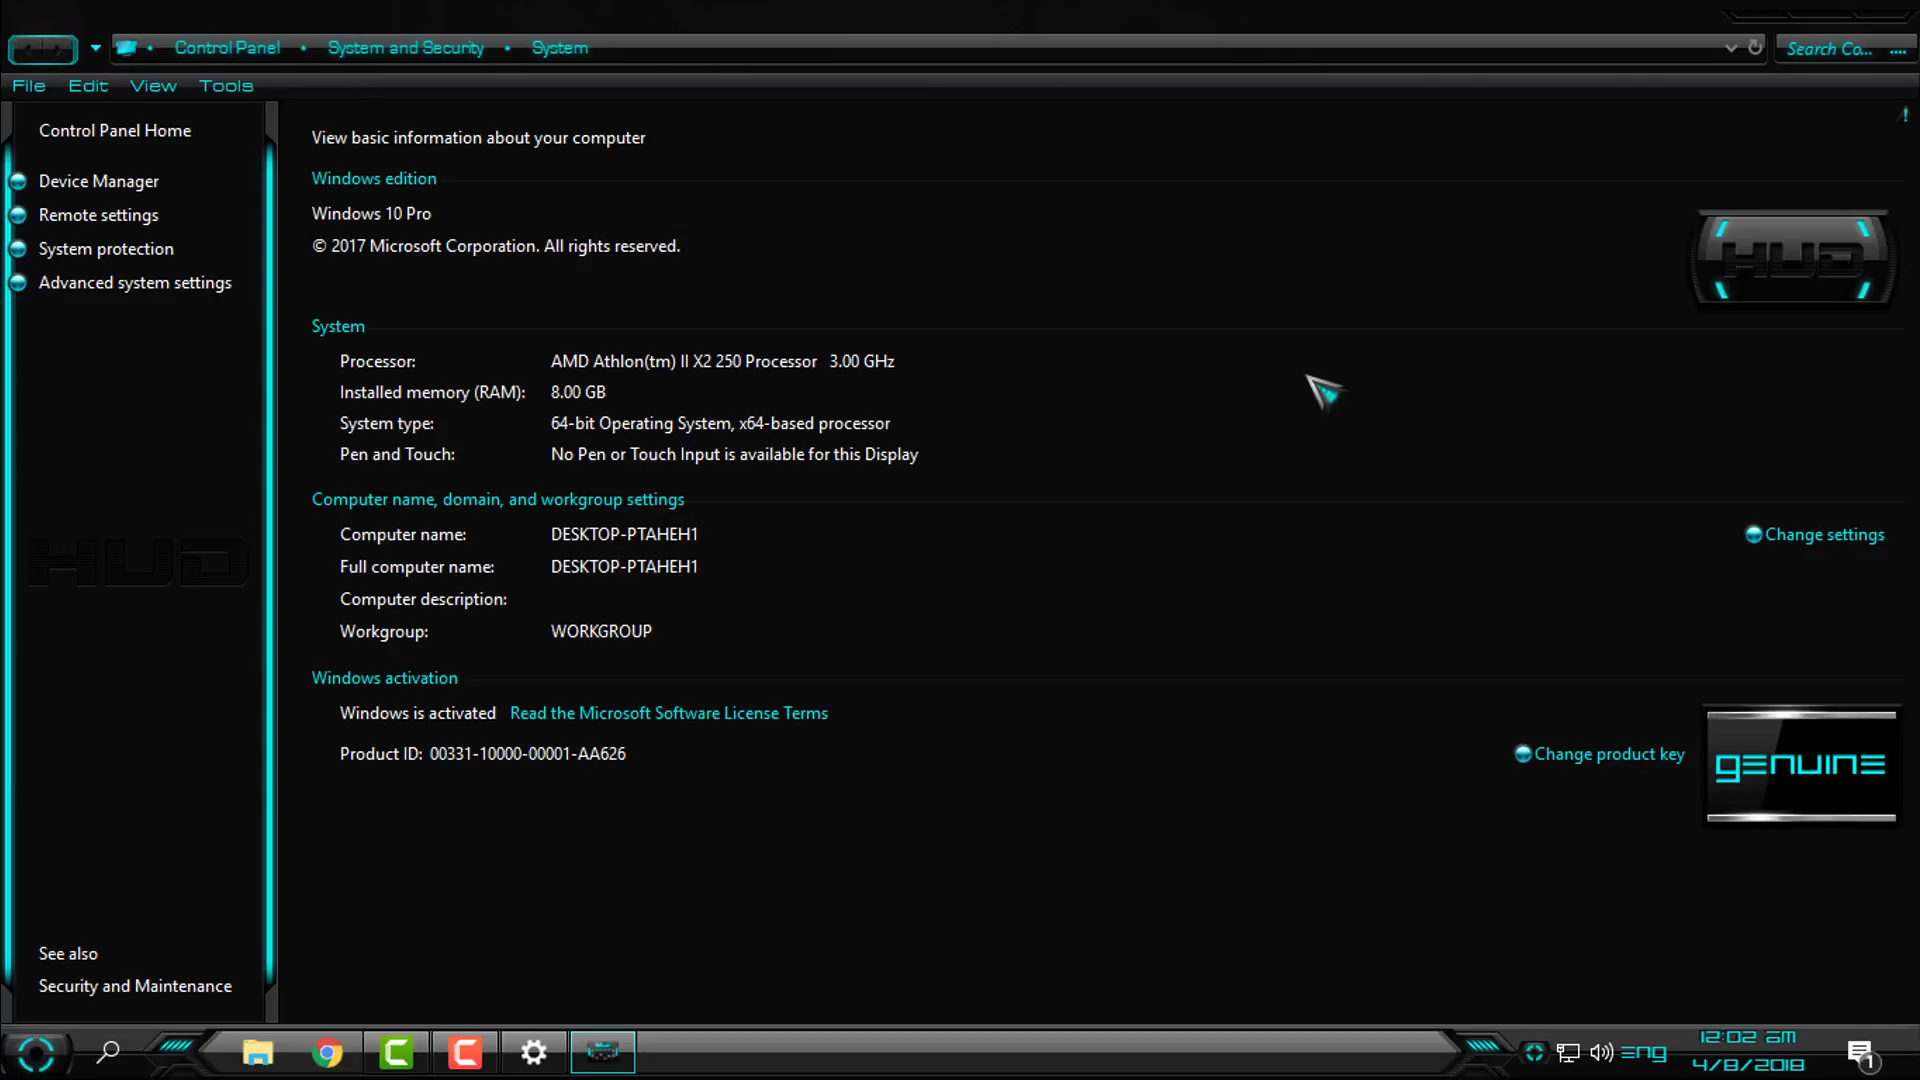 Control Panel • System and Security • System
Search Co...
File Edit View Tools
Control Panel Home
Device Manager
Remote settings
System protection
Advanced system settings
HUD
See also
Security and Maintenance
View basic information about your computer
Windows edition
Windows 10 Pro
© 2017 Microsoft Corporation. All rights reserved.
HUD
System
Processor: AMD Athlon(tm) II X2 250 Processor 3.00 GHz
Installed memory (RAM): 8.00 GB
System type: 64-bit Operating System, x64-based processor
Pen and Touch: No Pen or Touch Input is available for this Display
Computer name, domain, and workgroup settings
Computer name: DESKTOP-PTAHEH1
Change settings
Full computer name: DESKTOP-PTAHEH1
Computer description:
Workgroup: WORKGROUP
Windows activation
Windows is activated Read the Microsoft Software License Terms
Product ID: 00331-10000-00001-AA626
Change product key
genuine
eng
12:02 am
4/8/2018
1